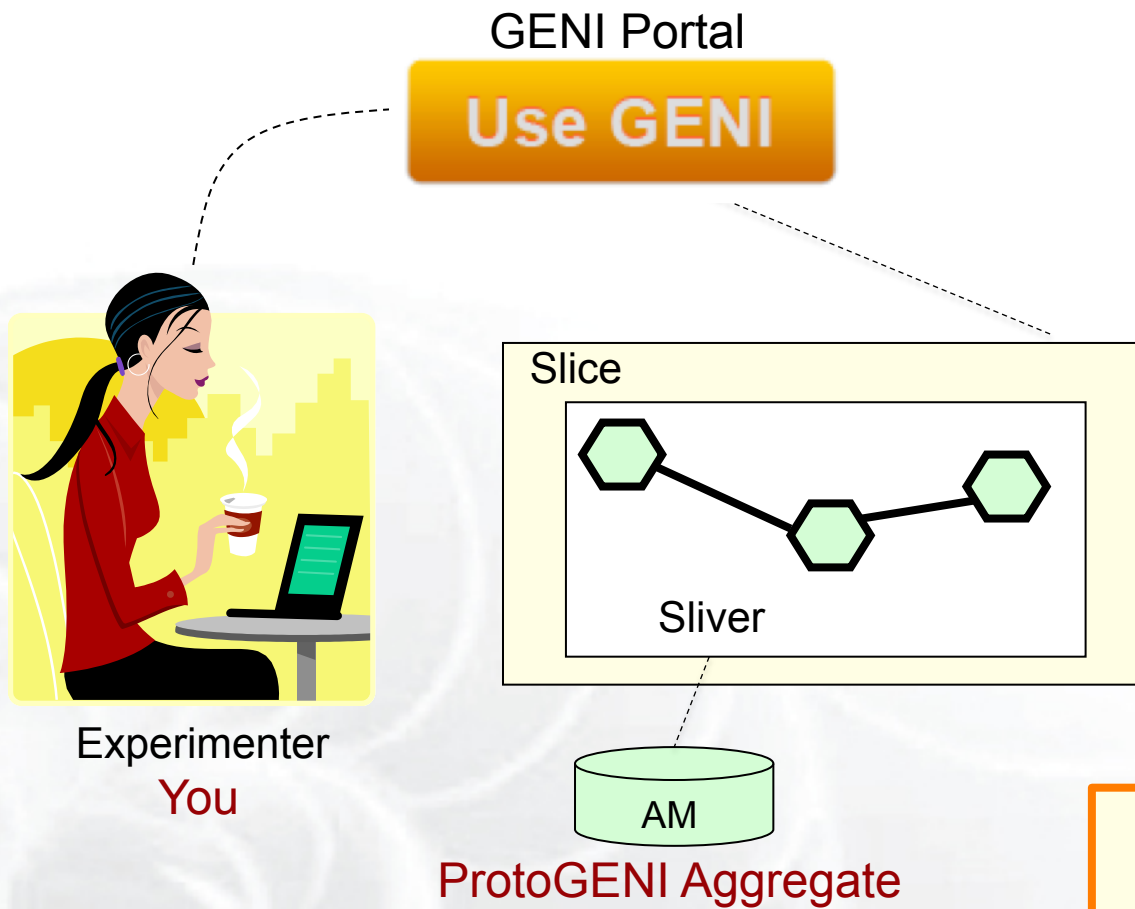 GENI Portal
Use GENI
Slice
Sliver
Experimenter
You
AM
ProtoGENI Aggregate